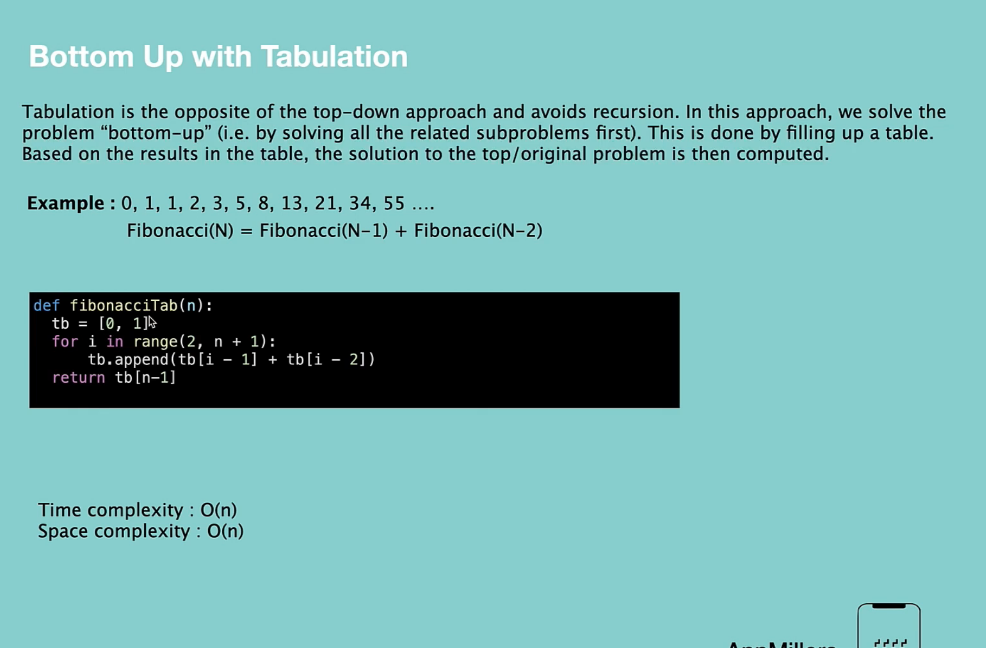 Bottom Up with Tabulation
Tabulation is the opposite of the top-down approach and avoids recursion. In this approach, we solve the
problem “bottom-up” (i.e. by solving all the related subproblems first). This is done by filling up a table.
Based on the results in the table, the solution to the top/original problem is then computed.
Example : 0, 1, 1, 2, 3, 5, 8, 13, 21, 34, 55 ....
Fibonacci(N) = Fibonacci(N-1) + Fibonacci(N-2)
def fibonacciTab(n):
  tb = [0, 1]
  for i in range(2, n + 1):
      tb.append(tb[i - 1] + tb[i - 2])
  return tb[n-1]
Time complexity : O(n)
Space complexity : O(n)
AppMillers